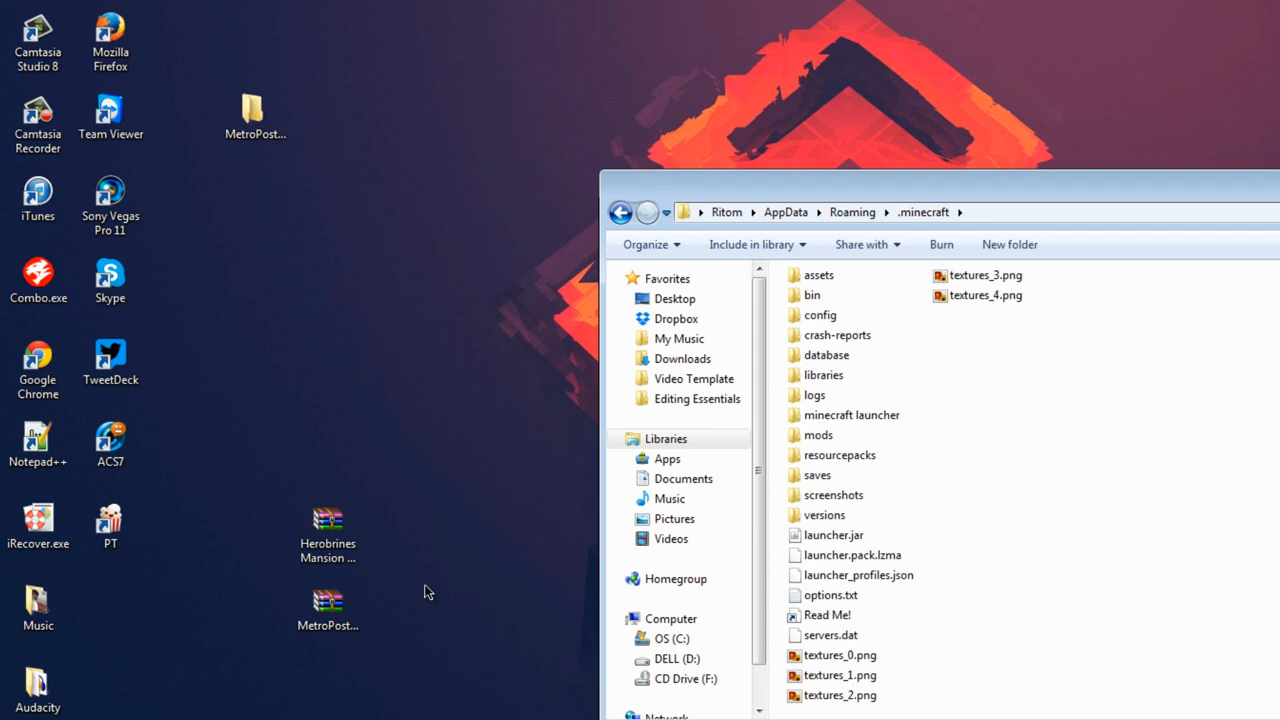 Camtasia
Studio 8
Mozilla
Firefox
MetroPost...
Camtasia
Recorder
Team Viewer
iTunes
Sony Vegas
Pro 11
Combo.exe
Skype
Google
Chrome
TweetDeck
Notepad++
ACS7
iRecover.exe
PT
Herobrines
Mansion ...
Music
MetroPost...
Audacity
Ritom
AppData
Roaming
.minecraft
Organize
Include in library
Share with
Burn
New folder
Favorites
Desktop
Dropbox
My Music
Downloads
Video Template
Editing Essentials
Libraries
Apps
Documents
Music
Pictures
Videos
Homegroup
Computer
OS (C:)
DELL (D:)
CD Drive (F:)
Network
assets
bin
config
crash-reports
database
libraries
logs
minecraft launcher
mods
resourcepacks
saves
screenshots
versions
launcher.jar
launcher.pack.lzma
launcher_profiles.json
options.txt
Read Me!
servers.dat
textures_0.png
textures_1.png
textures_2.png
textures_3.png
textures_4.png